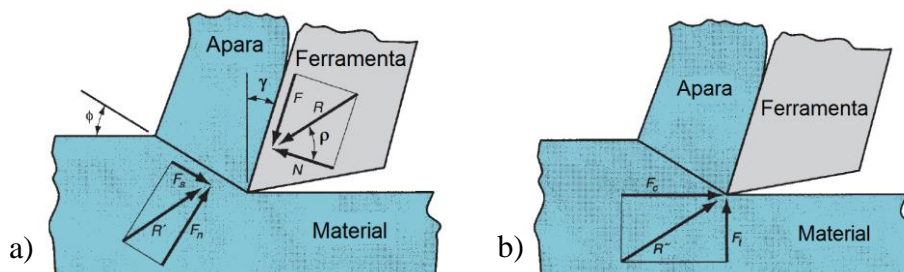 a)
Apara
Ferramenta
γ
ϕ
F
R
ρ
N
Fs
R′
Fn
Material
b)
Apara
Ferramenta
Fc
R″
Ft
Material